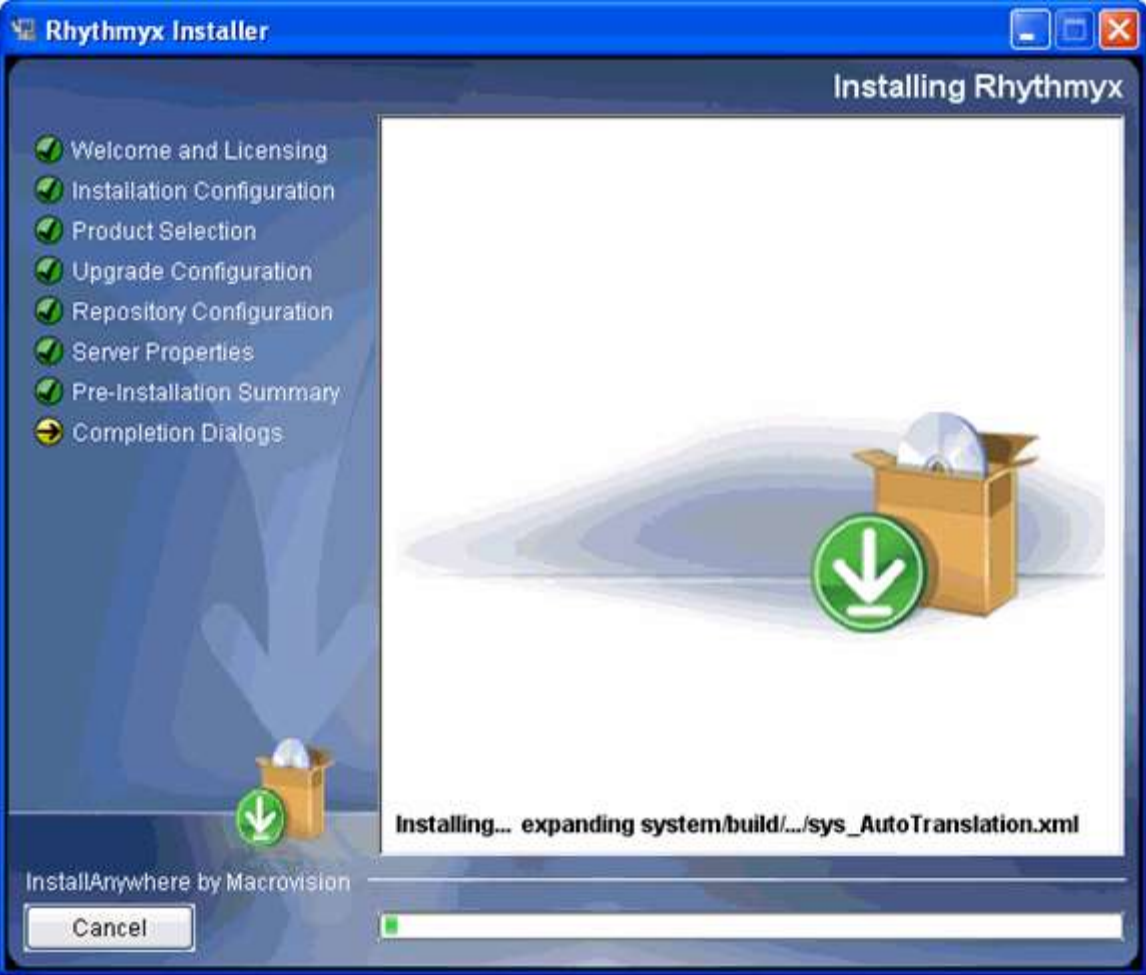 Rhythmyx Installer
Installing Rhythmyx
Welcome and Licensing
Installation Configuration
Product Selection
Upgrade Configuration
Repository Configuration
Server Properties
Pre-Installation Summary
Completion Dialogs
Installing... expanding system/build/.../sys_AutoTranslation.xml
InstallAnywhere by Macrovision
Cancel